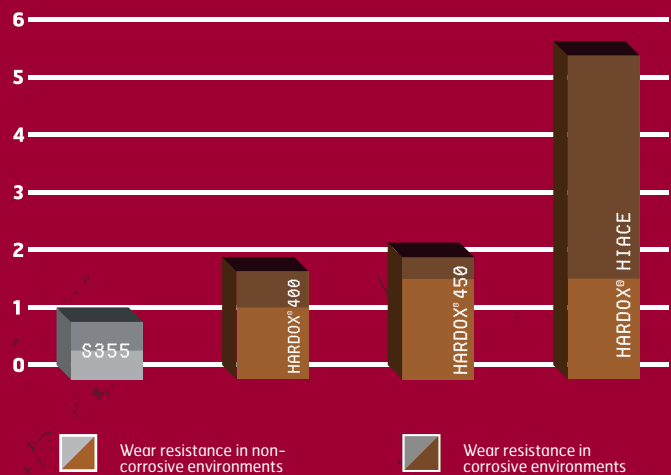 6
5
4
3
2
1
0
S355
HARDOX® 400
HARDOX® 450
HARDOX® HIACE
Wear resistance in non-
corrosive environments
Wear resistance in
corrosive environments